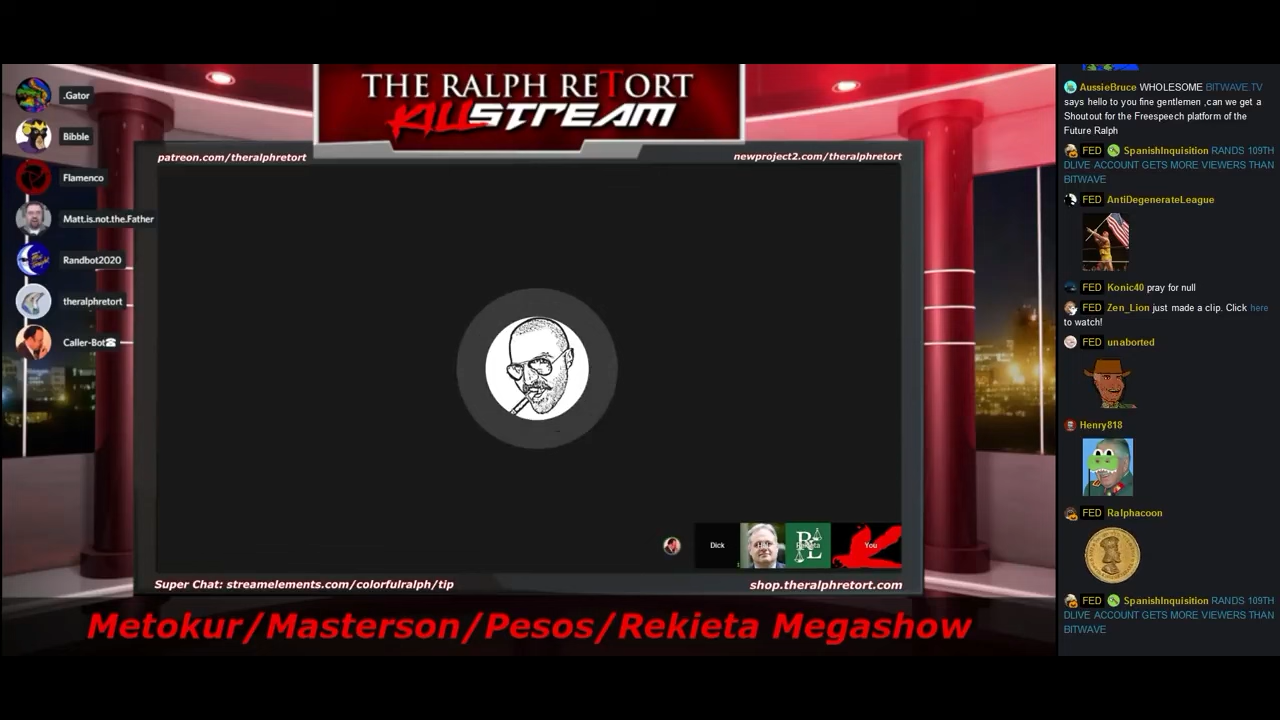 THE RALPH RETORT
KILLSTREAM
patreon.com/theralphretort
newproject2.com/theralphretort
.Gator
Bibble
Flamenco
Matt.is.not.the.Father
Randbot2020
theralphretort
Caller-Bot☎
Dick
You
Super Chat: streamelements.com/colorfulralph/tip
shop.theralphretort.com
Metokur/Masterson/Pesos/Rekieta Megashow
AussieBruce WHOLESOME BITWAVE.TV
says hello to you fine gentlemen ,can we get a
Shoutout for the Freespeech platform of the
Future Ralph
FED SpanishInquisition RANDS 109TH
DLIVE ACCOUNT GETS MORE VIEWERS THAN
BITWAVE
FED AntiDegenerateLeague
FED Konic40 pray for null
FED Zen_Lion just made a clip. Click here
to watch!
FED unaborted
Henry818
FED Ralphacoon
FED SpanishInquisition RANDS 109TH
DLIVE ACCOUNT GETS MORE VIEWERS THAN
BITWAVE